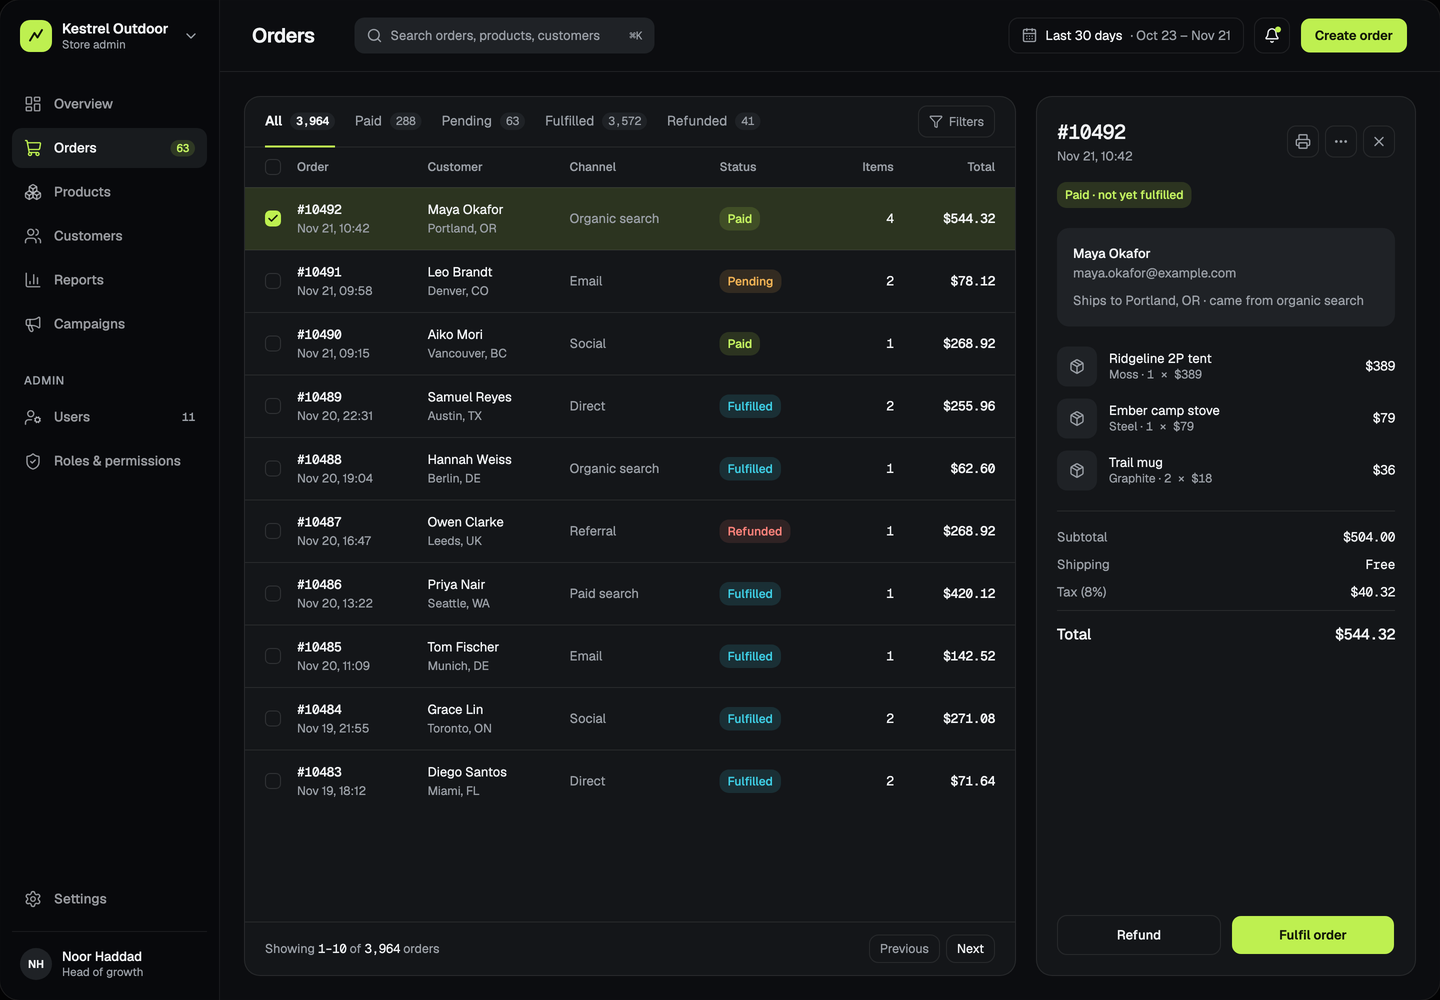 Kestrel Outdoor
Store admin
Overview
Orders 63
Products
Customers
Reports
Campaigns
ADMIN
Users 11
Roles & permissions
Settings
NH
Noor Haddad
Head of growth
Orders
Search orders, products, customers ⌘K
Last 30 days · Oct 23 – Nov 21
Create order
All 3,964 Paid 288 Pending 63 Fulfilled 3,572 Refunded 41
Filters
Order Customer Channel Status Items Total
#10492 Maya Okafor Organic search Paid 4 $544.32
Nov 21, 10:42 Portland, OR
#10491 Leo Brandt Email Pending 2 $78.12
Nov 21, 09:58 Denver, CO
#10490 Aiko Mori Social Paid 1 $268.92
Nov 21, 09:15 Vancouver, BC
#10489 Samuel Reyes Direct Fulfilled 2 $255.96
Nov 20, 22:31 Austin, TX
#10488 Hannah Weiss Organic search Fulfilled 1 $62.60
Nov 20, 19:04 Berlin, DE
#10487 Owen Clarke Referral Refunded 1 $268.92
Nov 20, 16:47 Leeds, UK
#10486 Priya Nair Paid search Fulfilled 1 $420.12
Nov 20, 13:22 Seattle, WA
#10485 Tom Fischer Email Fulfilled 1 $142.52
Nov 20, 11:09 Munich, DE
#10484 Grace Lin Social Fulfilled 2 $271.08
Nov 19, 21:55 Toronto, ON
#10483 Diego Santos Direct Fulfilled 2 $71.64
Nov 19, 18:12 Miami, FL
Showing 1–10 of 3,964 orders
Previous Next
#10492
Nov 21, 10:42
Paid · not yet fulfilled
Maya Okafor
maya.okafor@example.com
Ships to Portland, OR · came from organic search
Ridgeline 2P tent $389
Moss · 1 × $389
Ember camp stove $79
Steel · 1 × $79
Trail mug $36
Graphite · 2 × $18
Subtotal $504.00
Shipping Free
Tax (8%) $40.32
Total $544.32
Refund Fulfil order